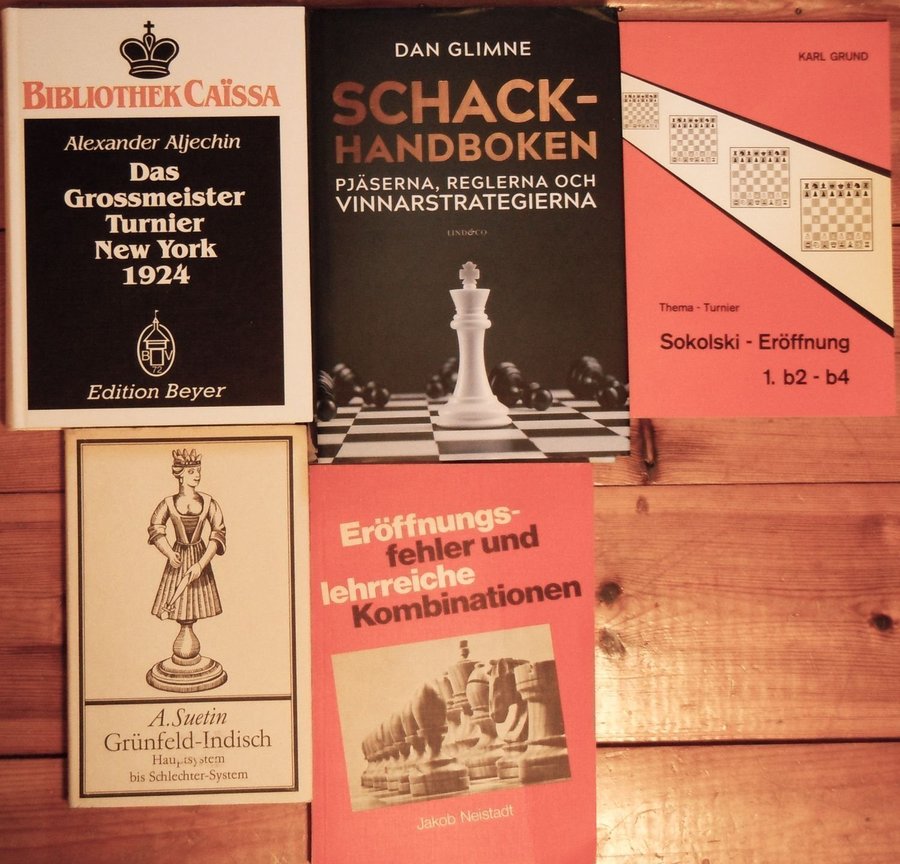 BIBLIOTHEK CAÏSSA
Alexander Aljechin
Das
Grossmeister
Turnier
New York
1924
B V
72
Edition Beyer
DAN GLIMNE
SCHACK-
HANDBOKEN
PJÄSERNA, REGLERNA OCH
VINNARSTRATEGIERNA
LIND&CO
KARL GRUND
Thema - Turnier
Sokolski - Eröffnung
1. b2 - b4
A. Suetin
Grünfeld-Indisch
Hauptsystem
bis Schlechter-System
Eröffnungs-
fehler und
lehrreiche
Kombinationen
Jakob Neistadt